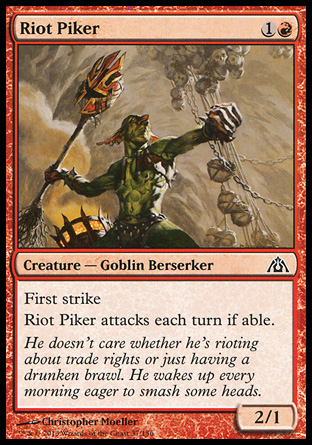 Riot Piker 1
Creature — Goblin Berserker
First strike
Riot Piker attacks each turn if able.
He doesn't care whether he's rioting
about trade rights or just having a
drunken brawl. He wakes up every
morning eager to smash some heads.
2/1
Christopher Moeller